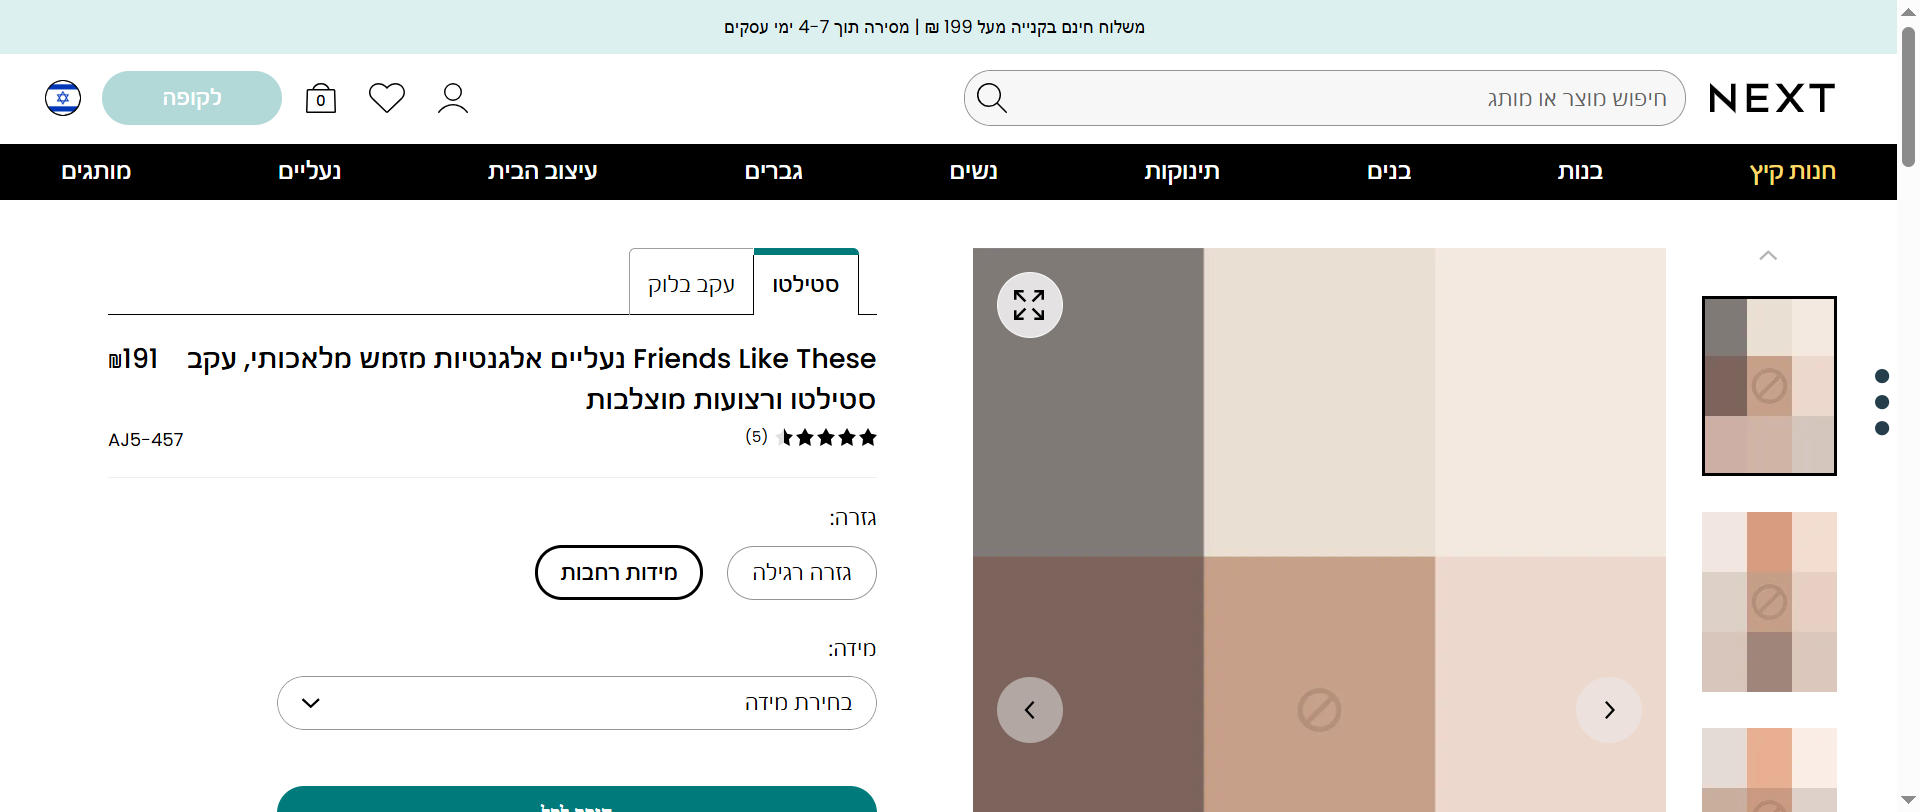 משלוח חינם בקנייה מעל 199 ₪ | מסירה תוך 4-7 ימי עסקים
NEXT
חיפוש מוצר או מותג
0
לקופה
חנות קיץ
בנות
בנים
תינוקות
נשים
גברים
עיצוב הבית
נעליים
מותגים
סטילטו
עקב בלוק
Friends Like These נעליים אלגנטיות מזמש מלאכותי, עקב
סטילטו ורצועות מוצלבות
₪191
(5)
AJ5-457
גזרה:
גזרה רגילה
מידות רחבות
מידה:
בחירת מידה